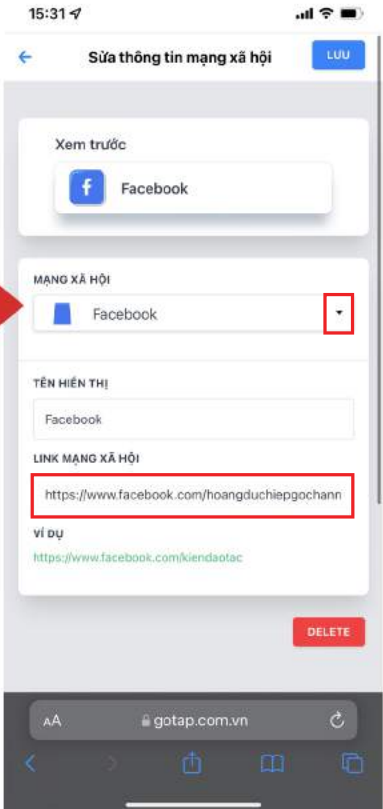 15:31
Sửa thông tin mạng xã hội
LƯU
Xem trước
Facebook
MẠNG XÃ HỘI
Facebook
TÊN HIỂN THỊ
Facebook
LINK MẠNG XÃ HỘI
https://www.facebook.com/hoangduchiepgochann
VÍ DỤ
https://www.facebook.com/kiendaotac
DELETE
AA
gotap.com.vn